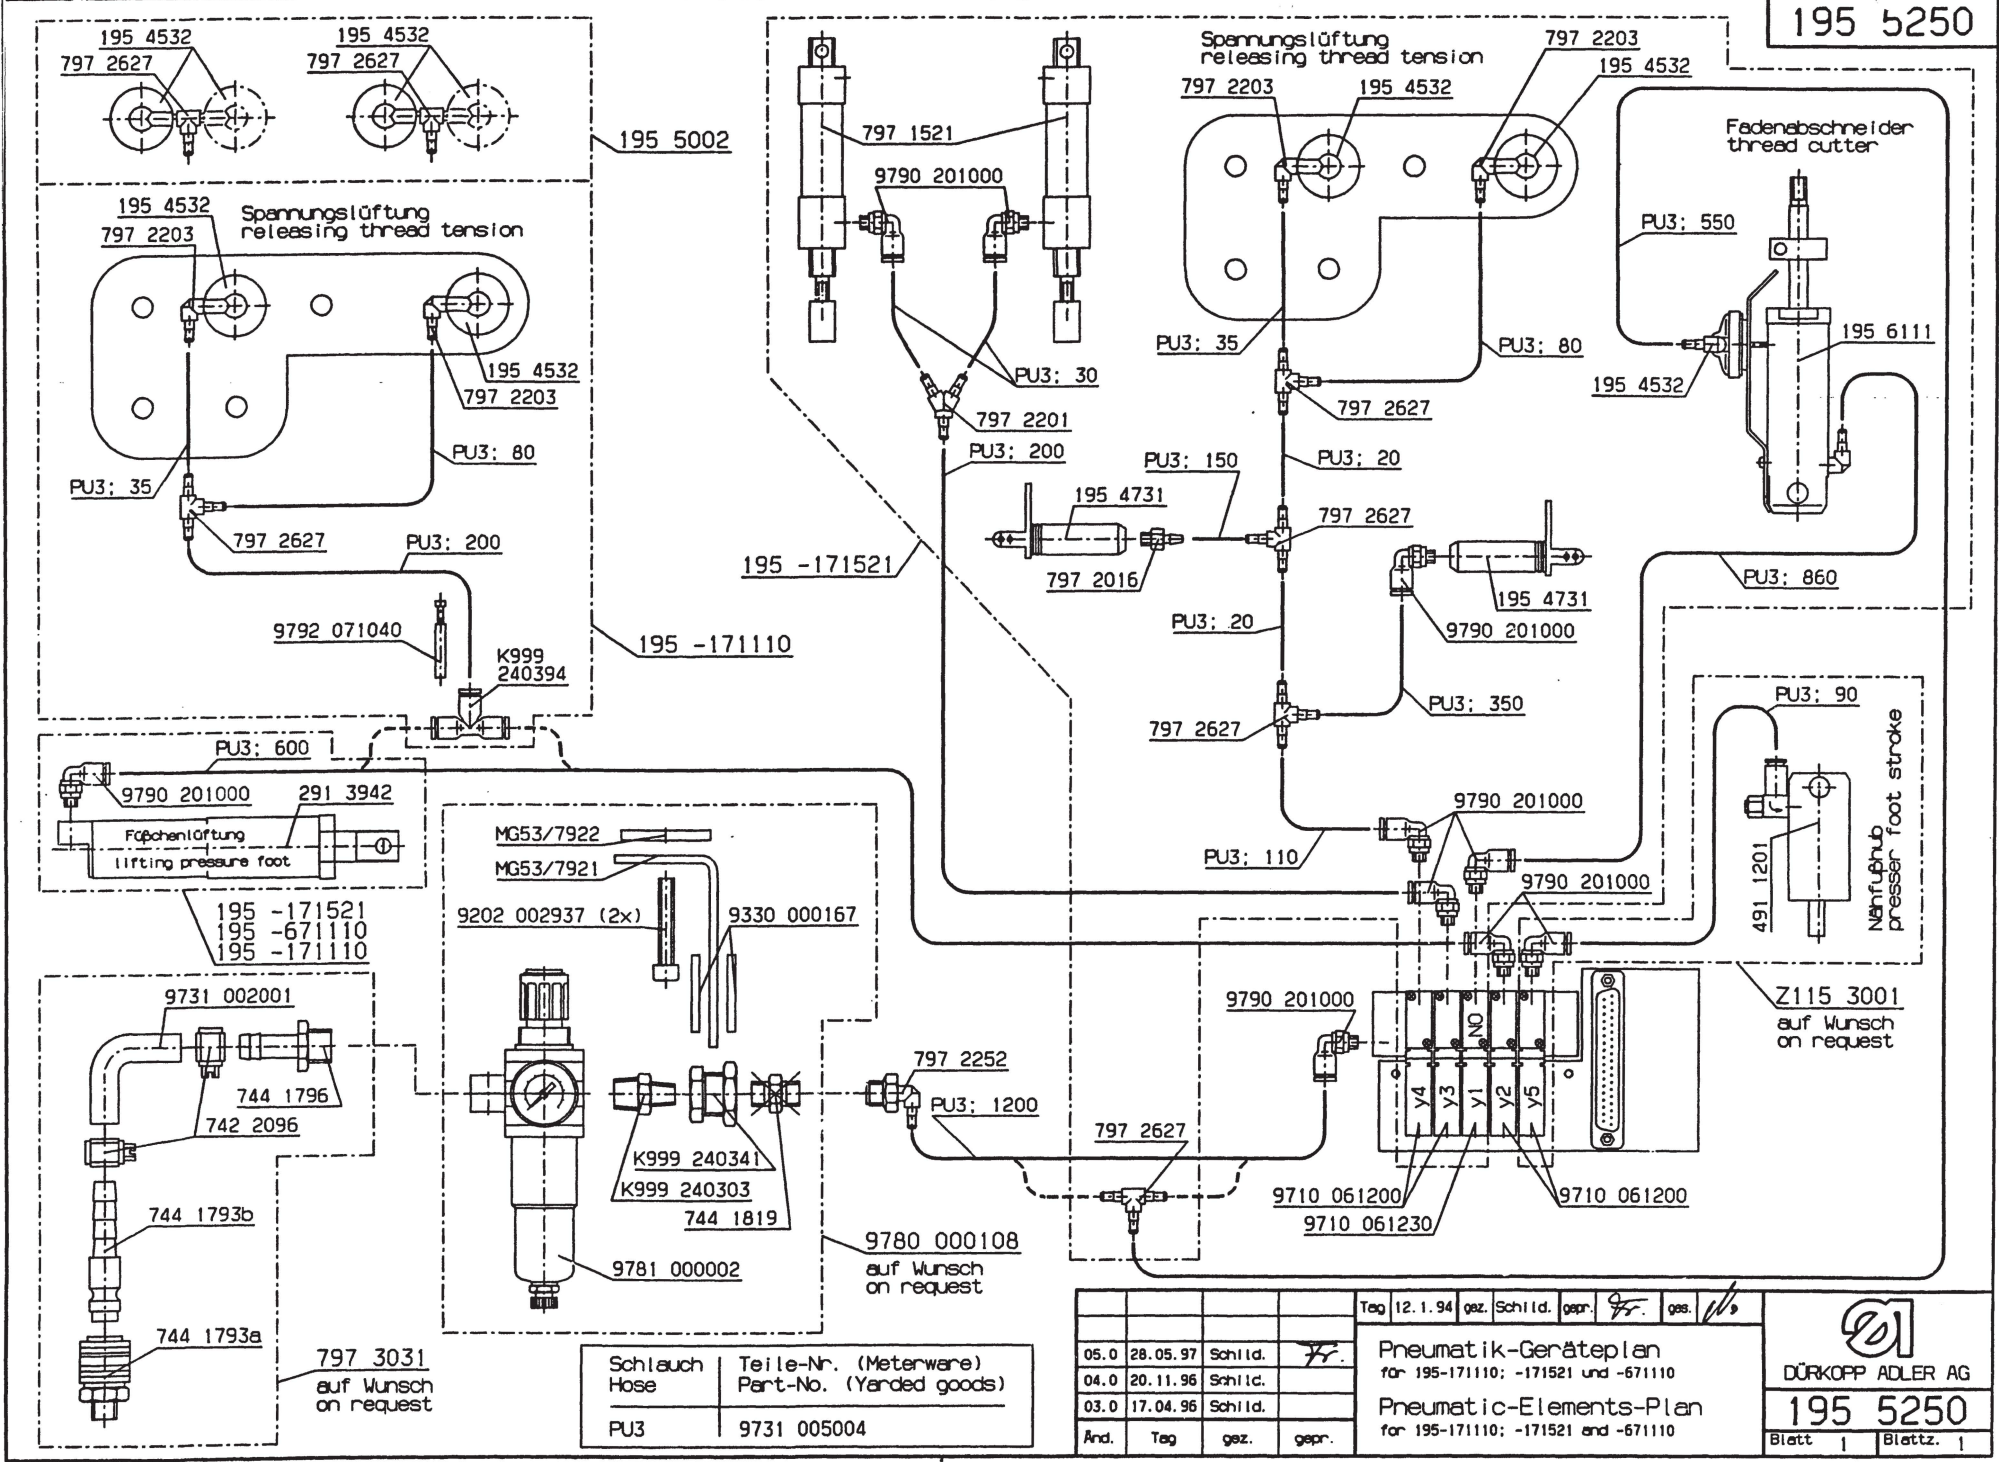 195 5250
195 4532
195 4532
797 2627
797 2627
195 5002
195 4532
Spannungslüftung
releasing thread tension
797 2203
195 4532
797 2203
PU3; 80
PU3; 35
797 2627
PU3; 200
9792 071040
K999
240394
195 -171110
797 1521
9790 201000
PU3; 30
797 2201
PU3; 200
195 -171521
Spannungslüftung
releasing thread tension
797 2203
195 4532
797 2203
195 4532
PU3; 35
PU3; 80
797 2627
PU3; 20
PU3; 150
195 4731
797 2627
797 2016
195 4731
9790 201000
PU3; 20
PU3; 350
797 2627
Fadenabschneider
thread cutter
PU3; 550
195 6111
195 4532
PU3; 860
PU3; 90
491 1201
Nähfußhub
presser foot stroke
PU3; 600
9790 201000
291 3942
Füßchenlüftung
lifting pressure foot
195 -171521
195 -671110
195 -171110
MG53/7922
MG53/7921
9202 002937 (2x)
9330 000167
9790 201000
PU3; 110
9790 201000
Z115 3001
auf Wunsch
on request
9731 002001
744 1796
742 2096
744 1793b
744 1793a
797 3031
auf Wunsch
on request
K999 240341
K999 240303
744 1819
9781 000002
9780 000108
auf Wunsch
on request
797 2252
PU3; 1200
797 2627
9790 201000
NO
y4
y3
y1
y2
y5
9710 061200
9710 061230
9710 061200
Schlauch
Hose
Teile-Nr. (Meterware)
Part-No. (Yarded goods)
PU3
9731 005004
05.0 28.05.97 Schild.
04.0 20.11.96 Schild.
03.0 17.04.96 Schild.
Änd. Tag gez. gepr.
Tag 12.1.94 gez. Schild. gepr. ges.
Pneumatik-Geräteplan
für 195-171110; -171521 und -671110
Pneumatic-Elements-Plan
for 195-171110; -171521 and -671110
DÜRKOPP ADLER AG
195 5250
Blatt 1 Blattz. 1